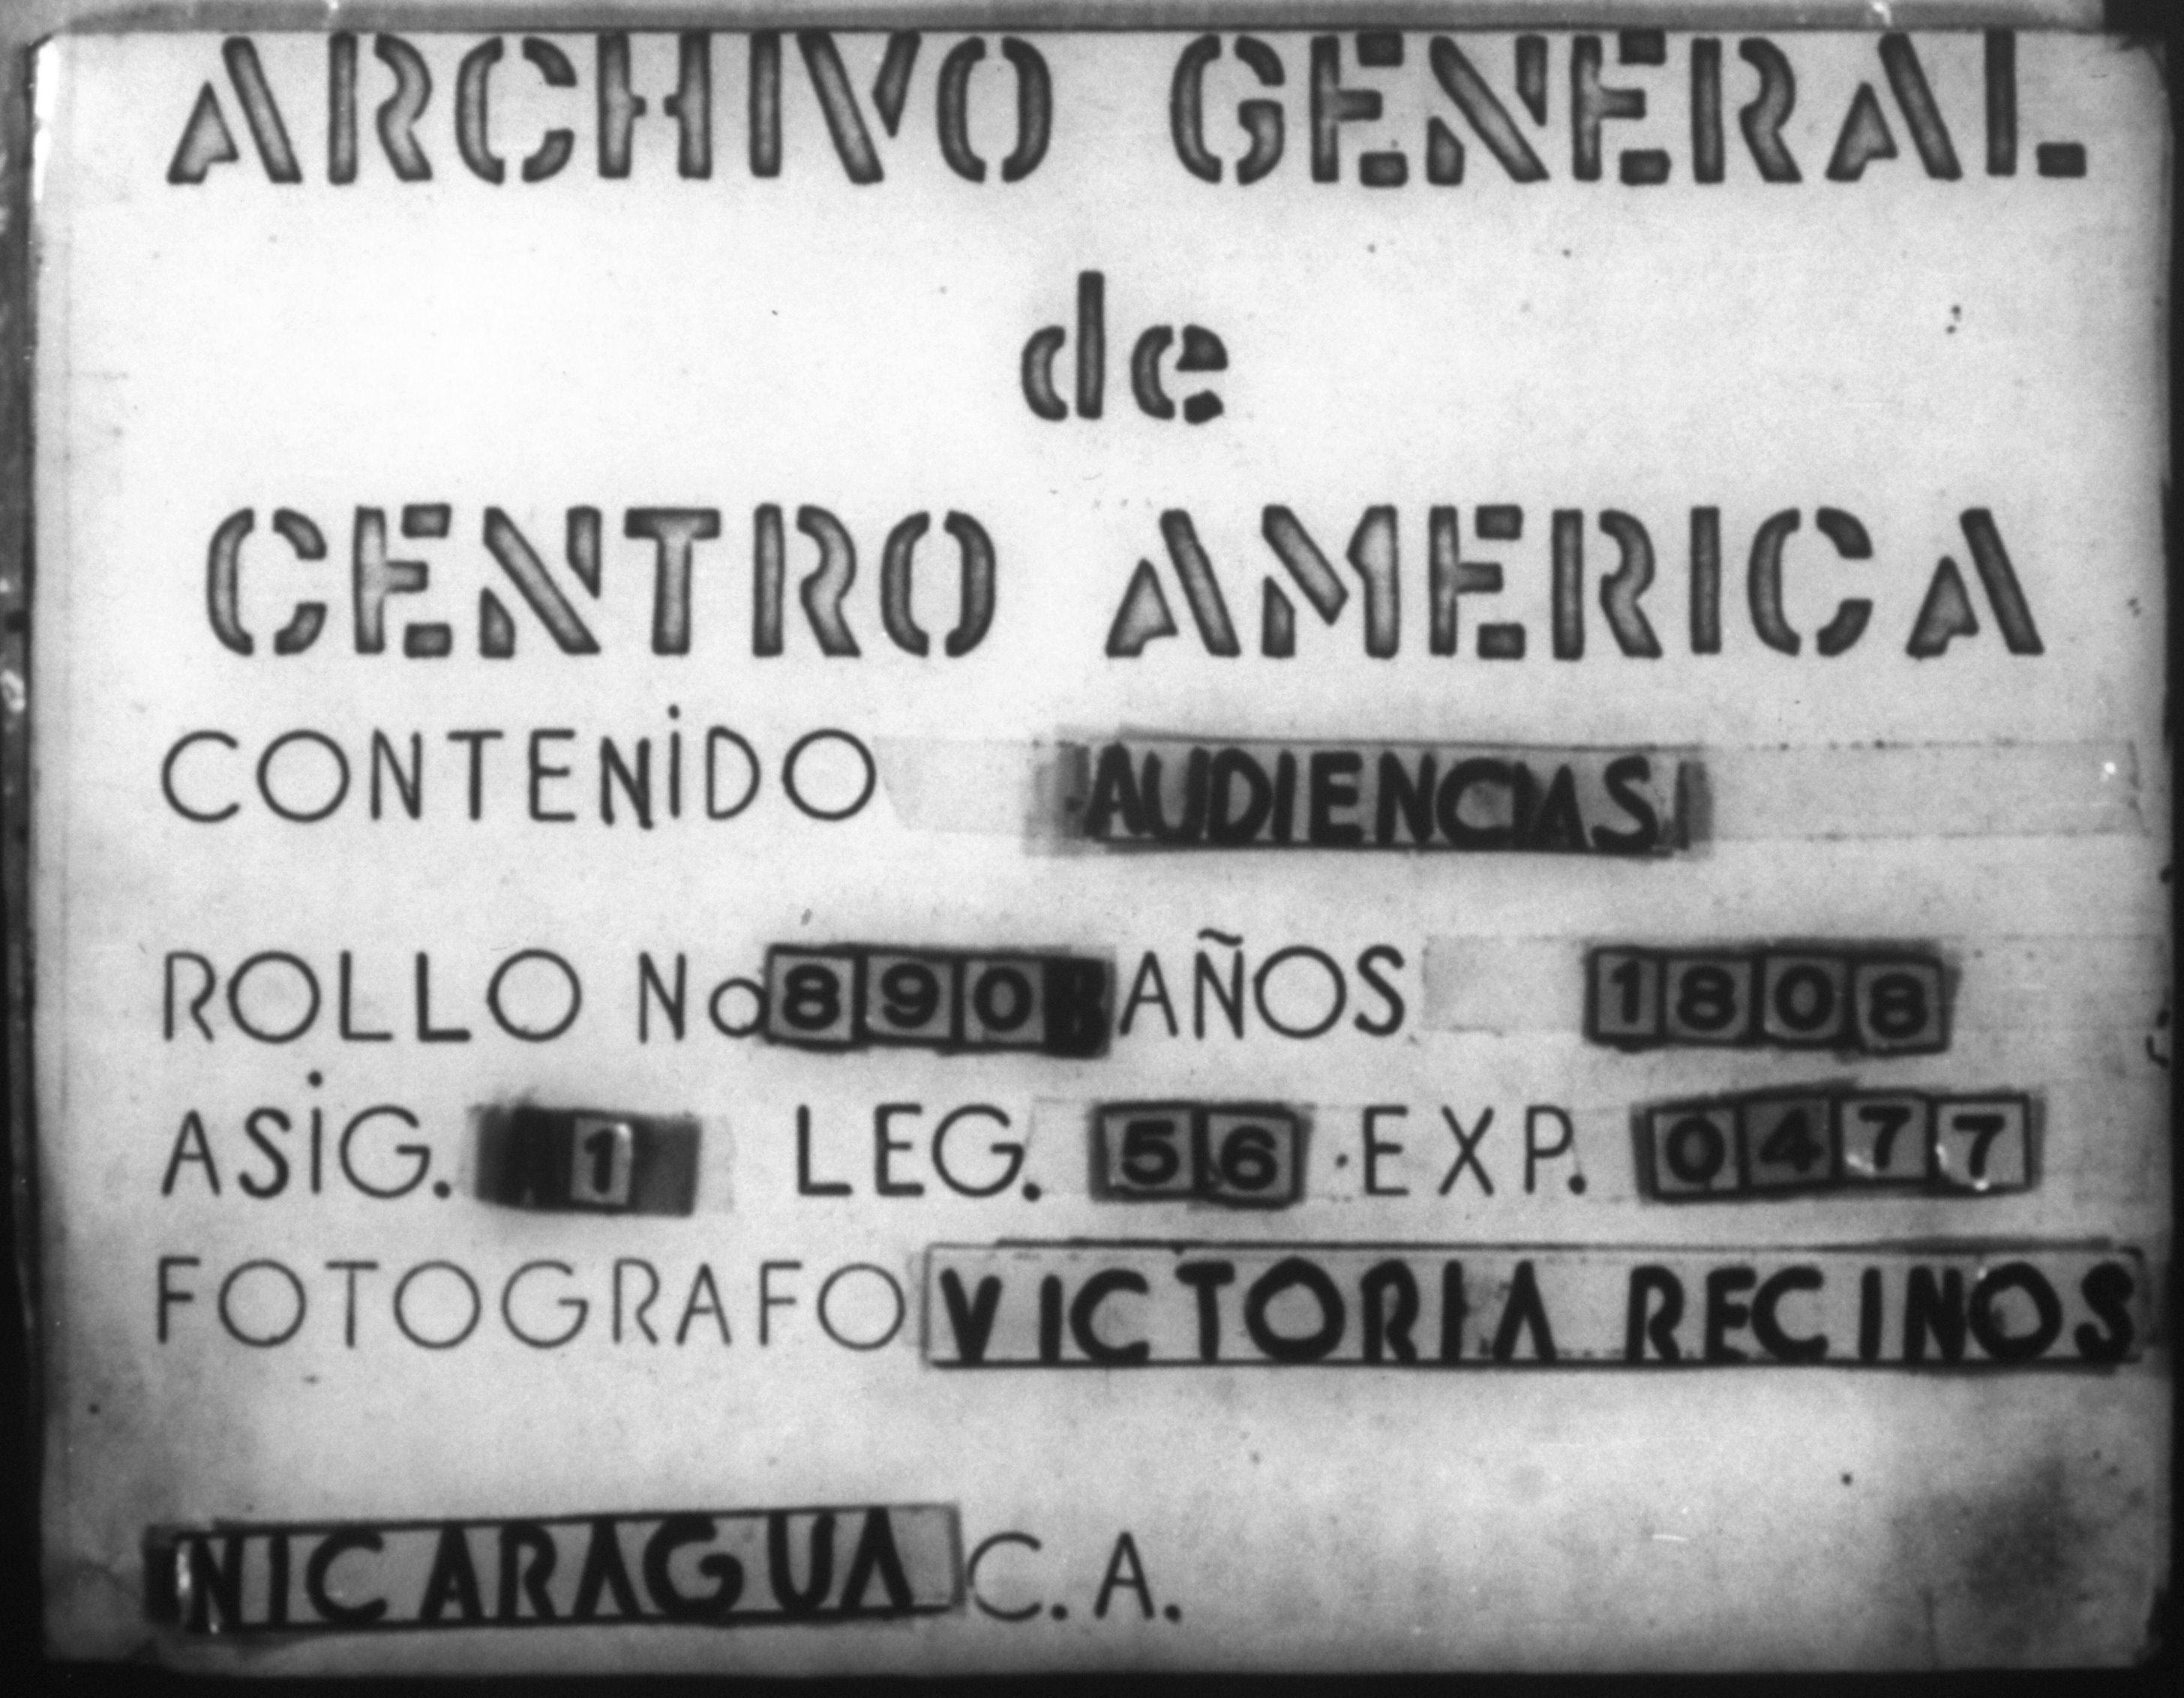 ARCHIVO GENERAL
de
CENTRO AMERICA
CONTENIDO AUDIENCIAS
ROLLO No 890 AÑOS 1808
ASIG. 1 LEG. 56 EXP. 0477
FOTOGRAFO VICTORIA RECINOS
NICARAGUA C.A.